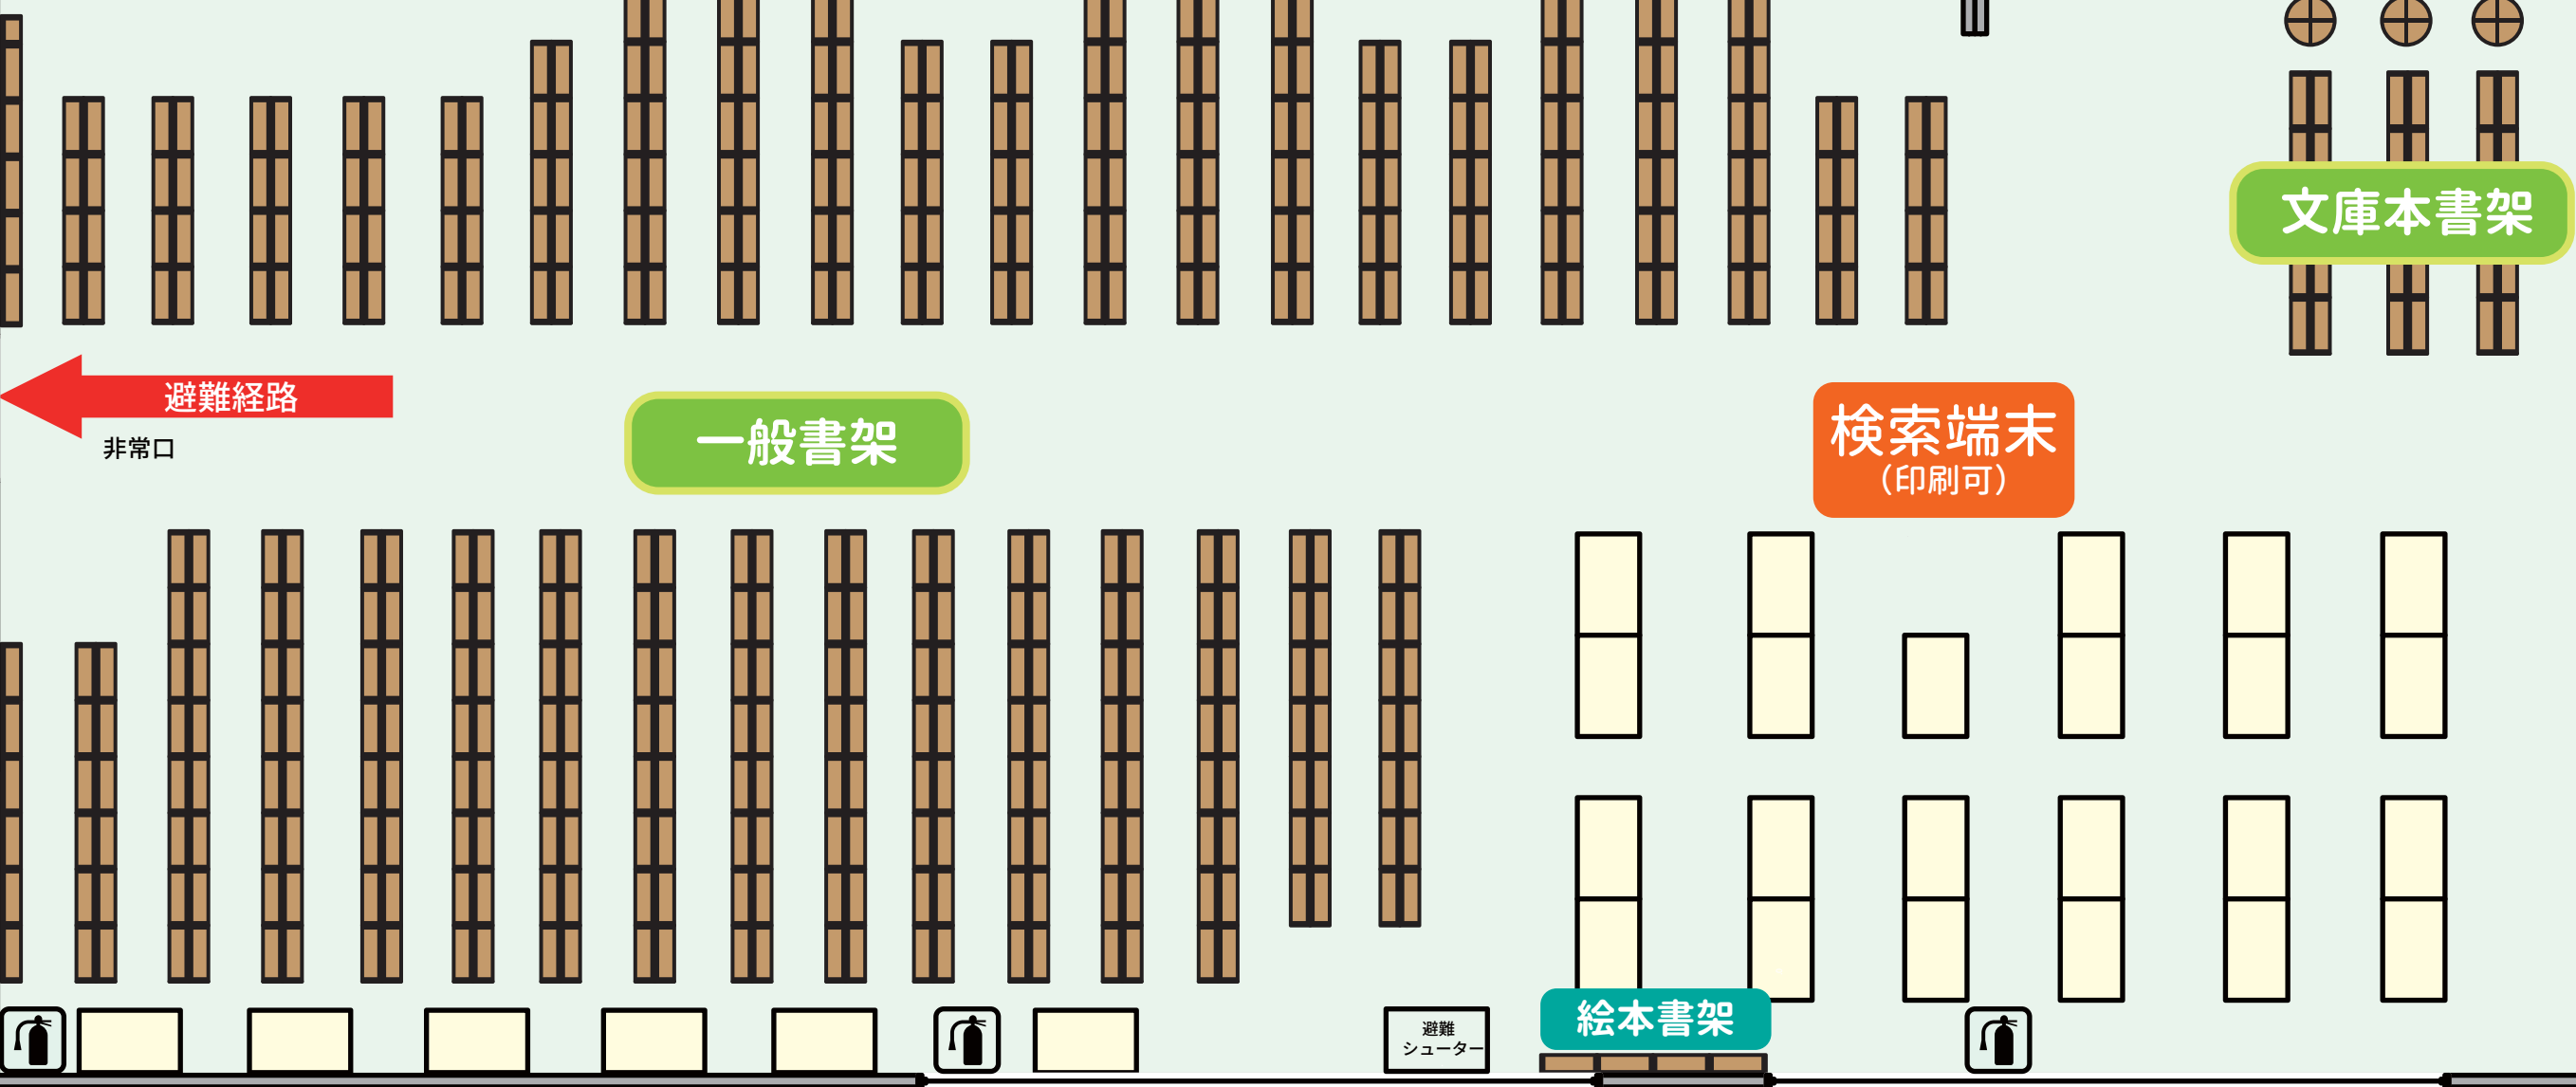 文庫本書架
避難経路
非常口
一般書架
検索端末
（印刷可）
絵本書架
避難
シューター